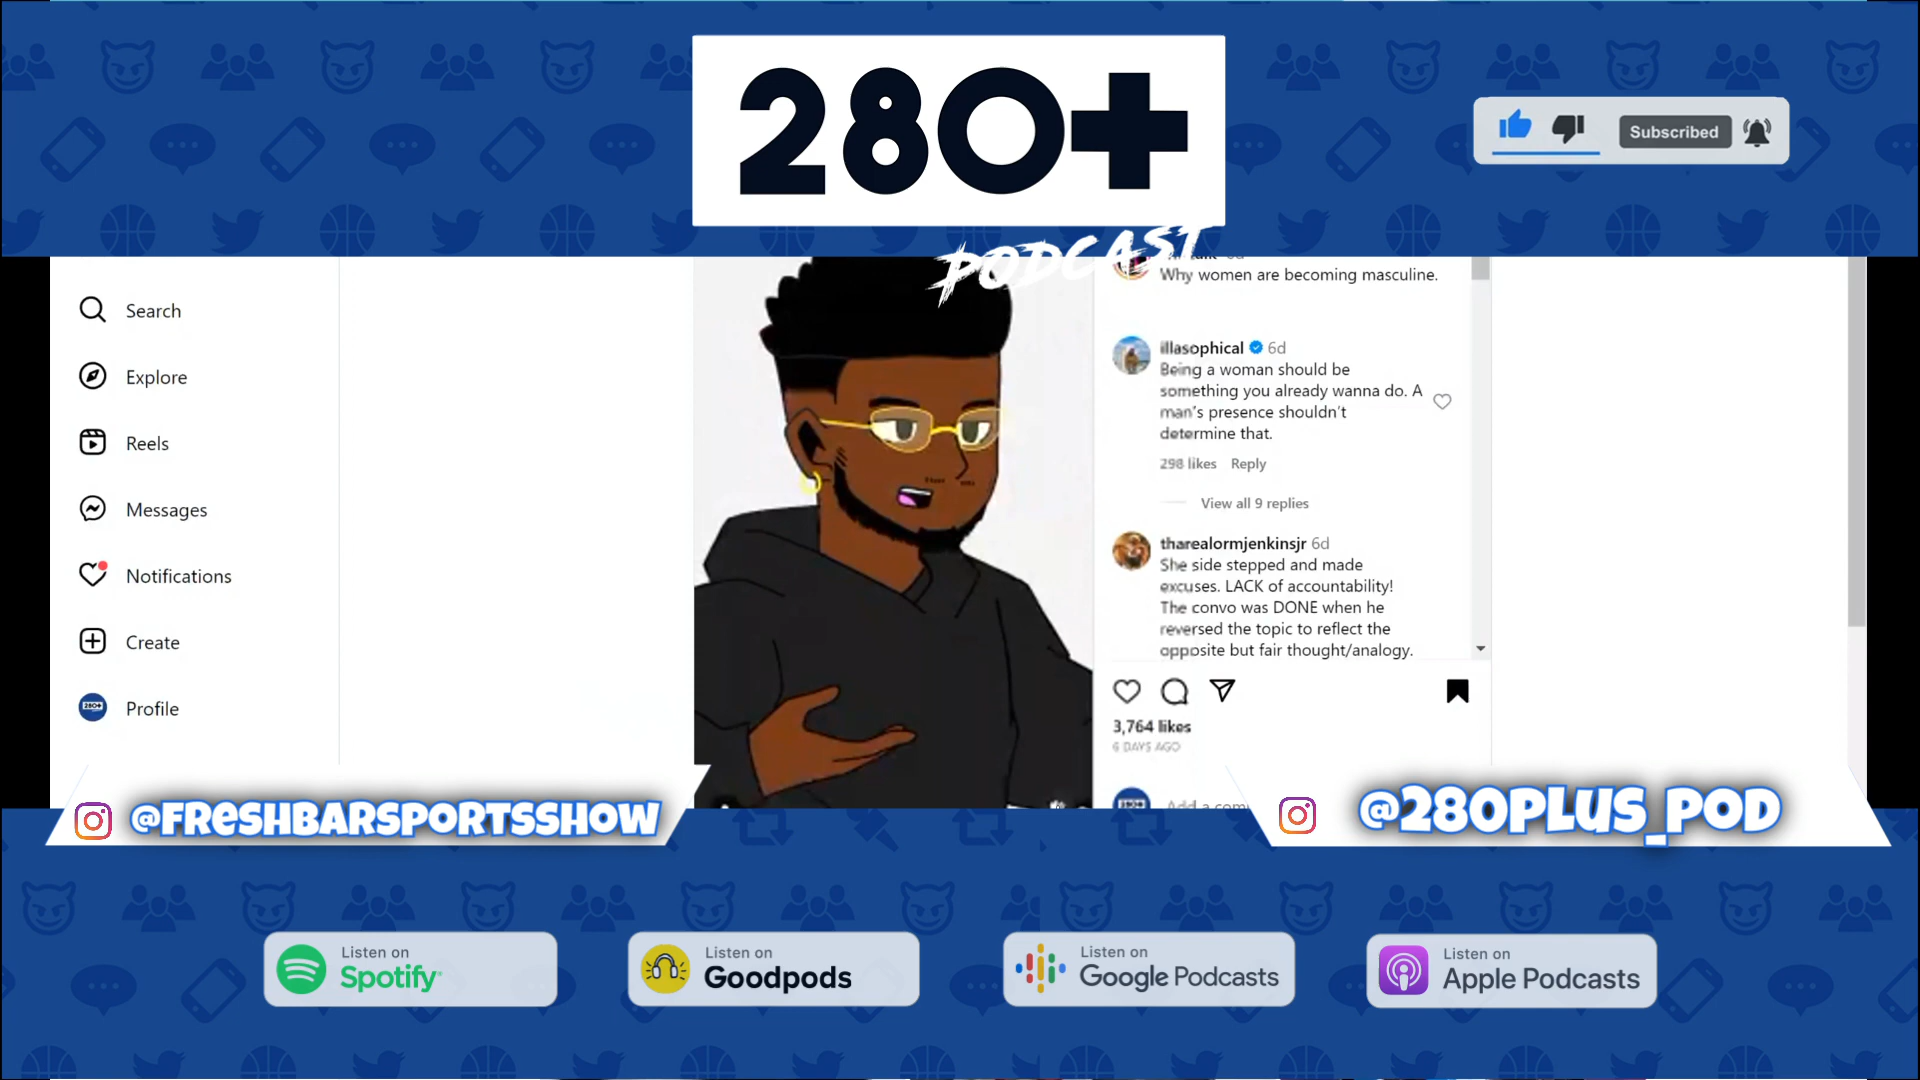 280+
PODCAST
Subscribed
Search
Explore
Reels
Messages
Notifications
Create
Profile
Why women are becoming masculine.
illasophical 6d
Being a woman should be
something you already wanna do. A
man's presence shouldn't
determine that.
298 likes Reply
View all 9 replies
tharealormjenkinsjr 6d
She side stepped and made
excuses. LACK of accountability!
The convo was DONE when he
reversed the topic to reflect the
opposite but fair thought/analogy.
3,764 likes
6 DAYS AGO
280+
Add a com
@FRESHBARSPORTSSHOW
@280PLUS_POD
Listen on
Spotify
Listen on
Goodpods
Listen on
Google Podcasts
Listen on
Apple Podcasts